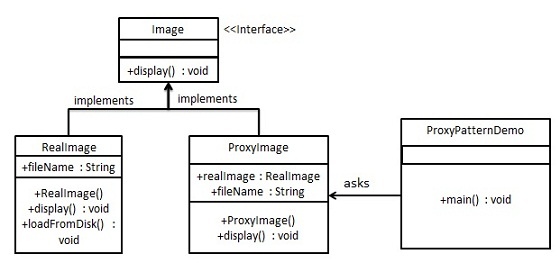 Image
<<Interface>>
+display() : void
implements
implements
RealImage
+fileName : String
+RealImage()
+display() : void
+loadFromDisk() :
void
ProxyImage
+realImage : RealImage
+fileName : String
+ProxyImage()
+display() : void
asks
ProxyPatternDemo
+main() : void